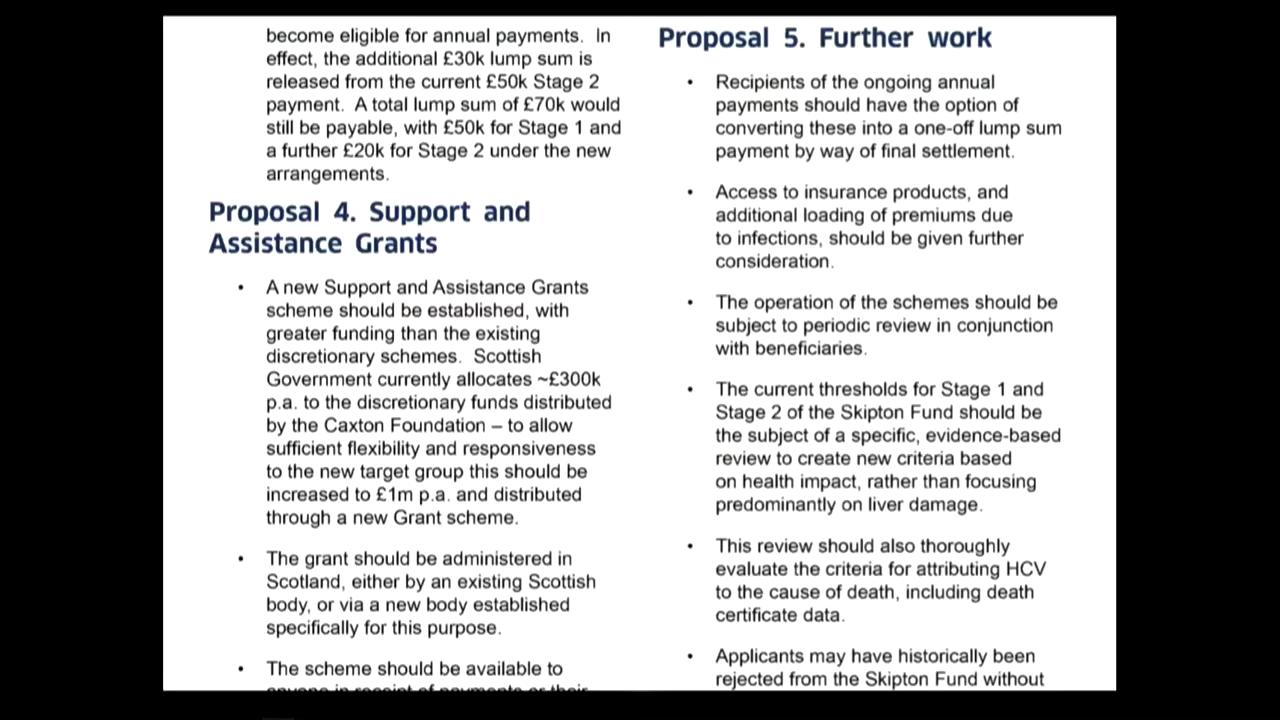 become eligible for annual payments. In
effect, the additional £30k lump sum is
released from the current £50k Stage 2
payment. A total lump sum of £70k would
still be payable, with £50k for Stage 1 and
a further £20k for Stage 2 under the new
arrangements.
Proposal 4. Support and
Assistance Grants
• A new Support and Assistance Grants
scheme should be established, with
greater funding than the existing
discretionary schemes. Scottish
Government currently allocates ~£300k
p.a. to the discretionary funds distributed
by the Caxton Foundation – to allow
sufficient flexibility and responsiveness
to the new target group this should be
increased to £1m p.a. and distributed
through a new Grant scheme.
• The grant should be administered in
Scotland, either by an existing Scottish
body, or via a new body established
specifically for this purpose.
• The scheme should be available to
anyone in receipt of payments or their
Proposal 5. Further work
• Recipients of the ongoing annual
payments should have the option of
converting these into a one-off lump sum
payment by way of final settlement.
• Access to insurance products, and
additional loading of premiums due
to infections, should be given further
consideration.
• The operation of the schemes should be
subject to periodic review in conjunction
with beneficiaries.
• The current thresholds for Stage 1 and
Stage 2 of the Skipton Fund should be
the subject of a specific, evidence-based
review to create new criteria based
on health impact, rather than focusing
predominantly on liver damage.
• This review should also thoroughly
evaluate the criteria for attributing HCV
to the cause of death, including death
certificate data.
• Applicants may have historically been
rejected from the Skipton Fund without